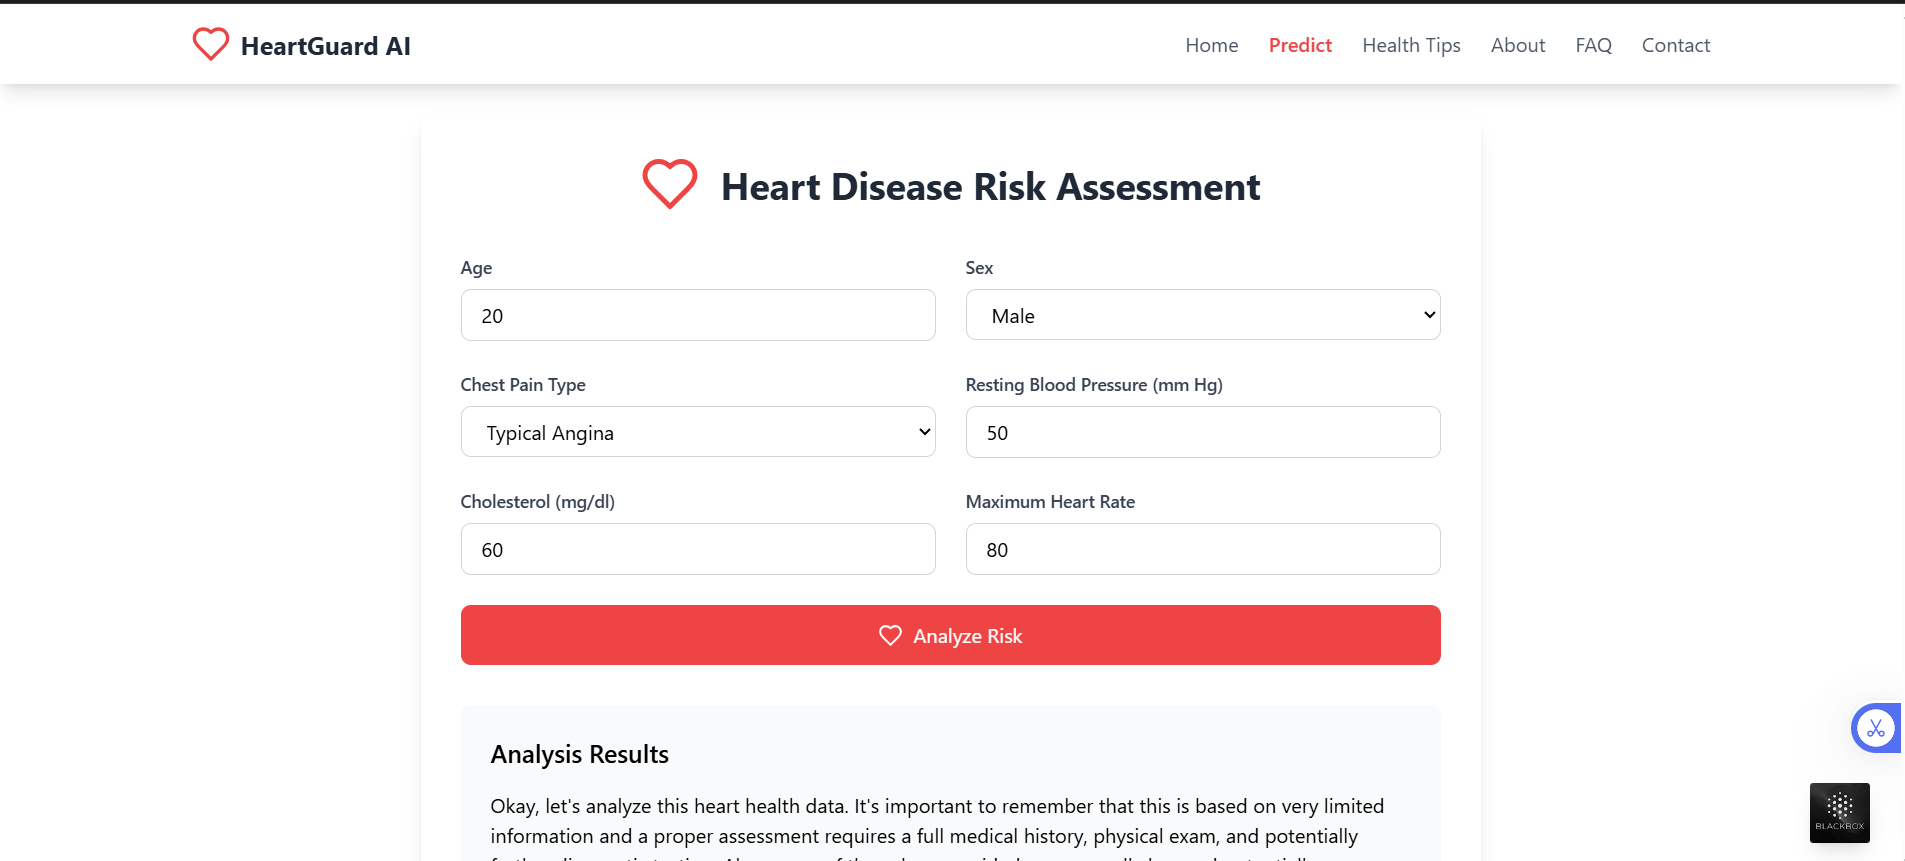 HeartGuard AI
Home Predict Health Tips About FAQ Contact
Heart Disease Risk Assessment
Age
20
Sex
Male
Chest Pain Type
Typical Angina
Resting Blood Pressure (mm Hg)
50
Cholesterol (mg/dl)
60
Maximum Heart Rate
80
Analyze Risk
Analysis Results
Okay, let's analyze this heart health data. It's important to remember that this is based on very limited
information and a proper assessment requires a full medical history, physical exam, and potentially
BLACKBOX